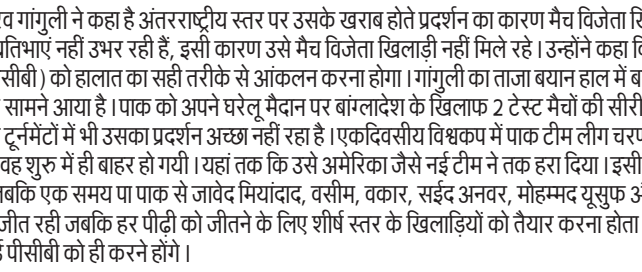 गांगुली ने कहा है अंतरराष्ट्रीय स्तर पर उसके खराब होते प्रदर्शन का कारण मैच विजेता
नहीं उभर रही हैं, इसी कारण उसे मैच विजेता खिलाड़ी नहीं मिले रहे । उन्होंने कहा
को हालात का सही तरीके से आंकलन करना होगा । गांगुली का ताजा बयान हाल में
सामने आया है । पाक को अपने घरेलू मैदान पर बांग्लादेश के खिलाफ 2 टेस्ट मैचों की
टूर्नमेंटों में भी उसका प्रदर्शन अच्छा नहीं रहा है । एकदिवसीय विश्वकप में पाक टीम लीग
वह शुरु में ही बाहर हो गयी । यहां तक कि उसे अमेरिका जैसे नई टीम ने तक हरा दिया ।
जबकि एक समय पा पाक से जावेद मियांदाद, वसीम, वकार, सईद अनवर, मोहम्मद यूसुफ
जीत रही जबकि हर पीढ़ी को जीतने के लिए शीर्ष स्तर के खिलाड़ियों को तैयार करना होता
पीसीबी को ही करने होंगे ।